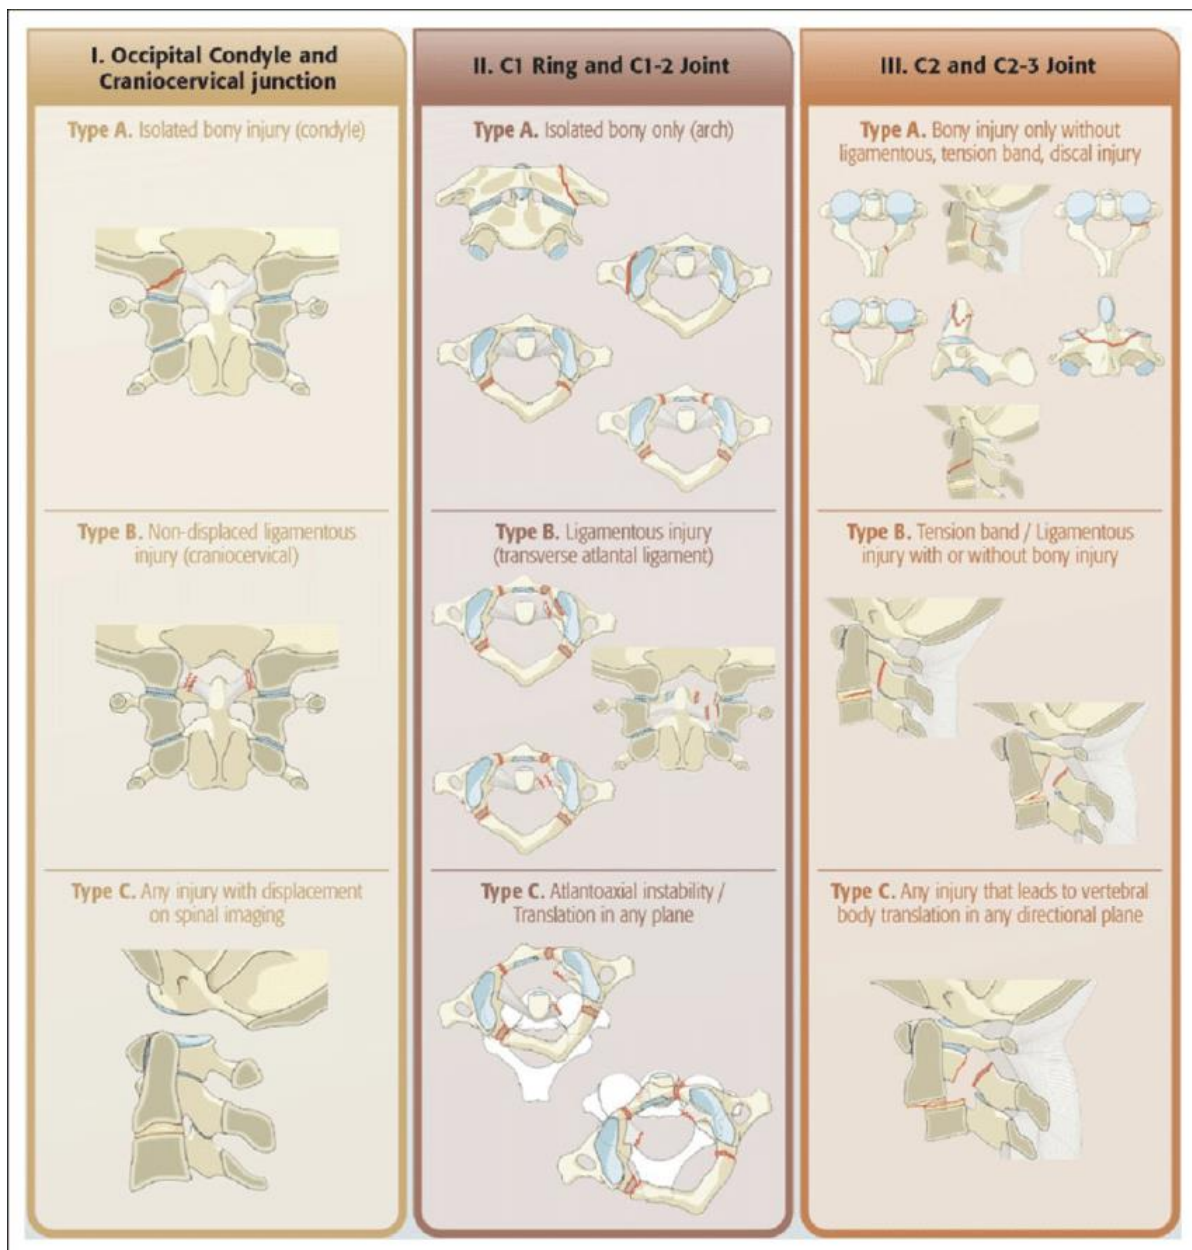 I. Occipital Condyle and
Craniocervical junction
Type A. Isolated bony injury (condyle)
Type B. Non-displaced ligamentous
injury (craniocervical)
Type C. Any injury with displacement
on spinal imaging
II. C1 Ring and C1-2 Joint
Type A. Isolated bony only (arch)
Type B. Ligamentous injury
(transverse atlantal ligament)
Type C. Atlantoaxial instability /
Translation in any plane
III. C2 and C2-3 Joint
Type A. Bony injury only without
ligamentous, tension band, discal injury
Type B. Tension band / Ligamentous
injury with or without bony injury
Type C. Any injury that leads to vertebral
body translation in any directional plane